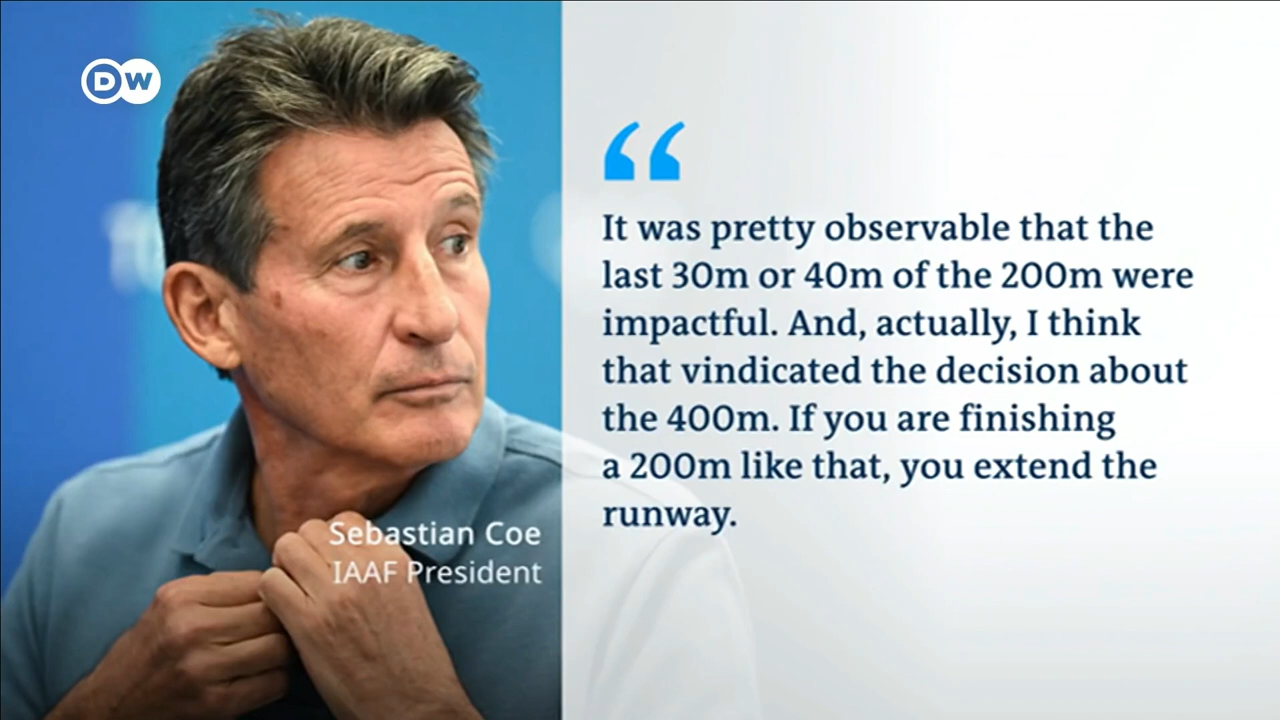 DW
“
It was pretty observable that the
last 30m or 40m of the 200m were
impactful. And, actually, I think
that vindicated the decision about
the 400m. If you are finishing
a 200m like that, you extend the
runway.
Sebastian Coe
IAAF President